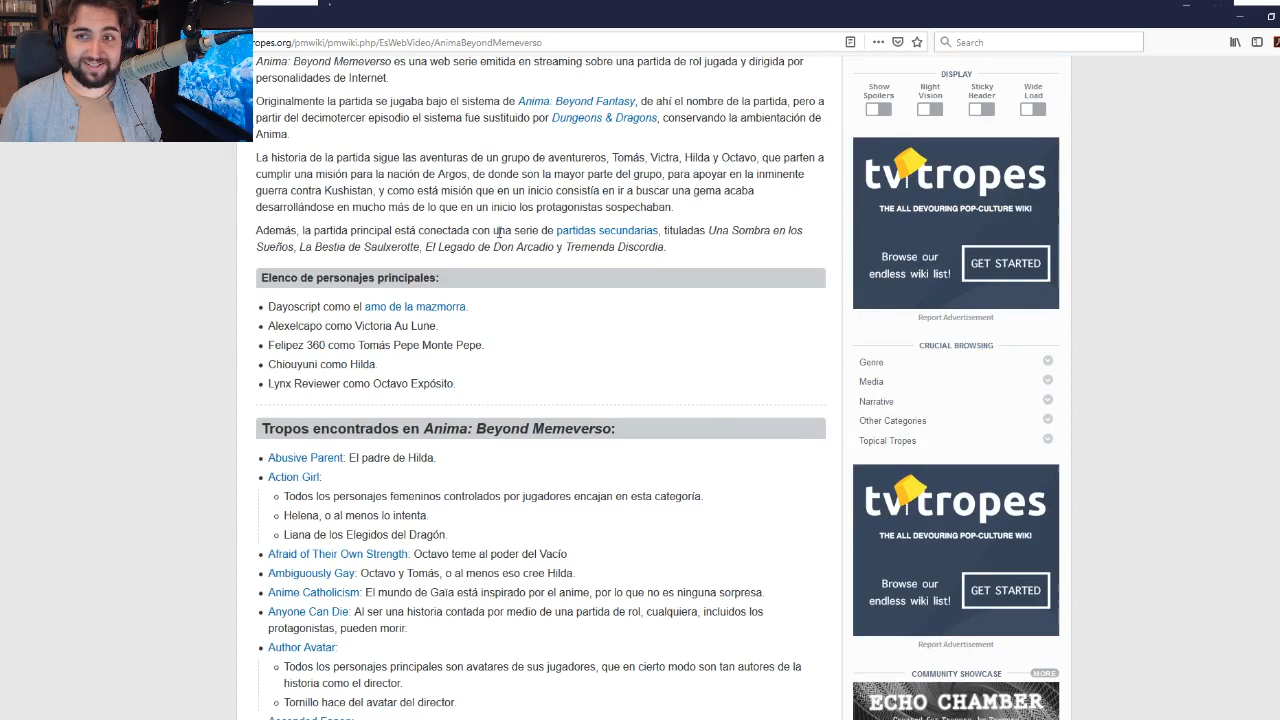 ropes.org/pmwiki/pmwiki.php/EsWebVideo/AnimaBeyondMemeverso
Search
Anima: Beyond Memeverso es una web serie emitida en streaming sobre una partida de rol jugada y dirigida por
personalidades de Internet.
Originalmente la partida se jugaba bajo el sistema de Anima: Beyond Fantasy, de ahí el nombre de la partida, pero a
partir del decimotercer episodio el sistema fue sustituido por Dungeons & Dragons, conservando la ambientación de
Anima.
La historia de la partida sigue las aventuras de un grupo de aventureros, Tomás, Victra, Hilda y Octavo, que parten a
cumplir una misión para la nación de Argos, de donde son la mayor parte del grupo, para apoyar en la inminente
guerra contra Kushistan, y como está misión que en un inicio consistía en ir a buscar una gema acaba
desarrollándose en mucho más de lo que en un inicio los protagonistas sospechaban.
Además, la partida principal está conectada con una serie de partidas secundarias, tituladas Una Sombra en los
Sueños, La Bestia de Saulxerotte, El Legado de Don Arcadio y Tremenda Discordia.
Elenco de personajes principales:
Dayoscript como el amo de la mazmorra.
Alexelcapo como Victoria Au Lune.
Felipez 360 como Tomás Pepe Monte Pepe.
Chiouyuni como Hilda.
Lynx Reviewer como Octavo Expósito.
Tropos encontrados en Anima: Beyond Memeverso:
Abusive Parent: El padre de Hilda.
Action Girl:
Todos los personajes femeninos controlados por jugadores encajan en esta categoría.
Helena, o al menos lo intenta.
Liana de los Elegidos del Dragón.
Afraid of Their Own Strength: Octavo teme al poder del Vacío
Ambiguously Gay: Octavo y Tomás, o al menos eso cree Hilda.
Anime Catholicism: El mundo de Gaïa está inspirado por el anime, por lo que no es ninguna sorpresa.
Anyone Can Die: Al ser una historia contada por medio de una partida de rol, cualquiera, incluidos los
protagonistas, pueden morir.
Author Avatar:
Todos los personajes principales son avatares de sus jugadores, que en cierto modo son tan autores de la
historia como el director.
Tornillo hace del avatar del director.
DISPLAY
Show
Spoilers
Night
Vision
Sticky
Header
Wide
Load
tvtropes
THE ALL DEVOURING POP-CULTURE WIKI
Browse our
endless wiki list!
GET STARTED
Report Advertisement
CRUCIAL BROWSING
Genre
Media
Narrative
Other Categories
Topical Tropes
tvtropes
THE ALL DEVOURING POP-CULTURE WIKI
Browse our
endless wiki list!
GET STARTED
Report Advertisement
COMMUNITY SHOWCASE
MORE
ECHO CHAMBER